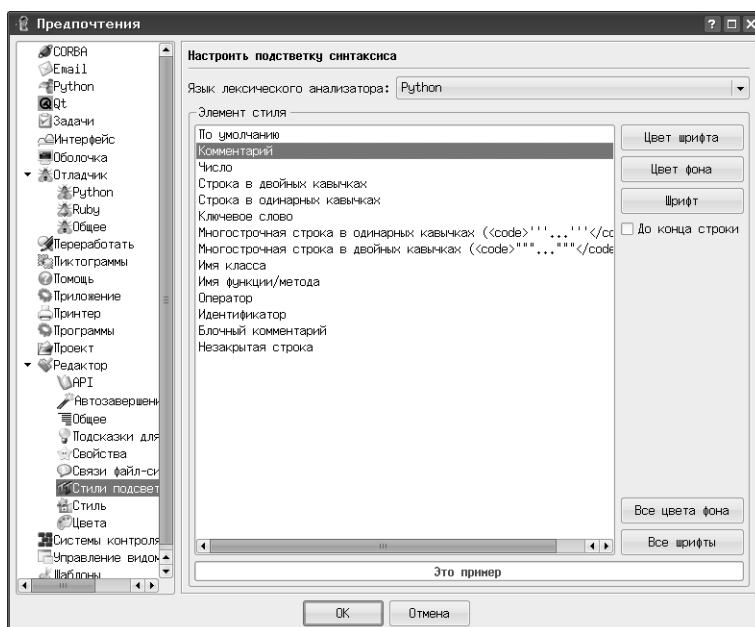 Предпочтения
CORBA
Email
Python
Qt
Задачи
Интерфейс
Оболочка
Отладчик
Python
Ruby
Общее
Переработать
Пиктограммы
Помощь
Приложение
Принтер
Программы
Проект
Редактор
API
Автозавершени
Общее
Подсказки для
Свойства
Связи файл-си
Стили подсвет
Стиль
Цвета
Системы контроля
Управление видом
Шаблоны
Настроить подстветку синтаксиса
Язык лексического анализатора: Python
Элемент стиля
По умолчанию
Комментарий
Число
Строка в двойных кавычках
Строка в одинарных кавычках
Ключевое слово
Многострочная строка в одинарных кавычках (<code>'''...'''</co
Многострочная строка в двойных кавычках (<code>"""..."""</code
Имя класса
Имя функции/метода
Оператор
Идентификатор
Блочный комментарий
Незакрытая строка
Цвет шрифта
Цвет фона
Шрифт
До конца строки
Все цвета фона
Все шрифты
Это пример
OK
Отмена